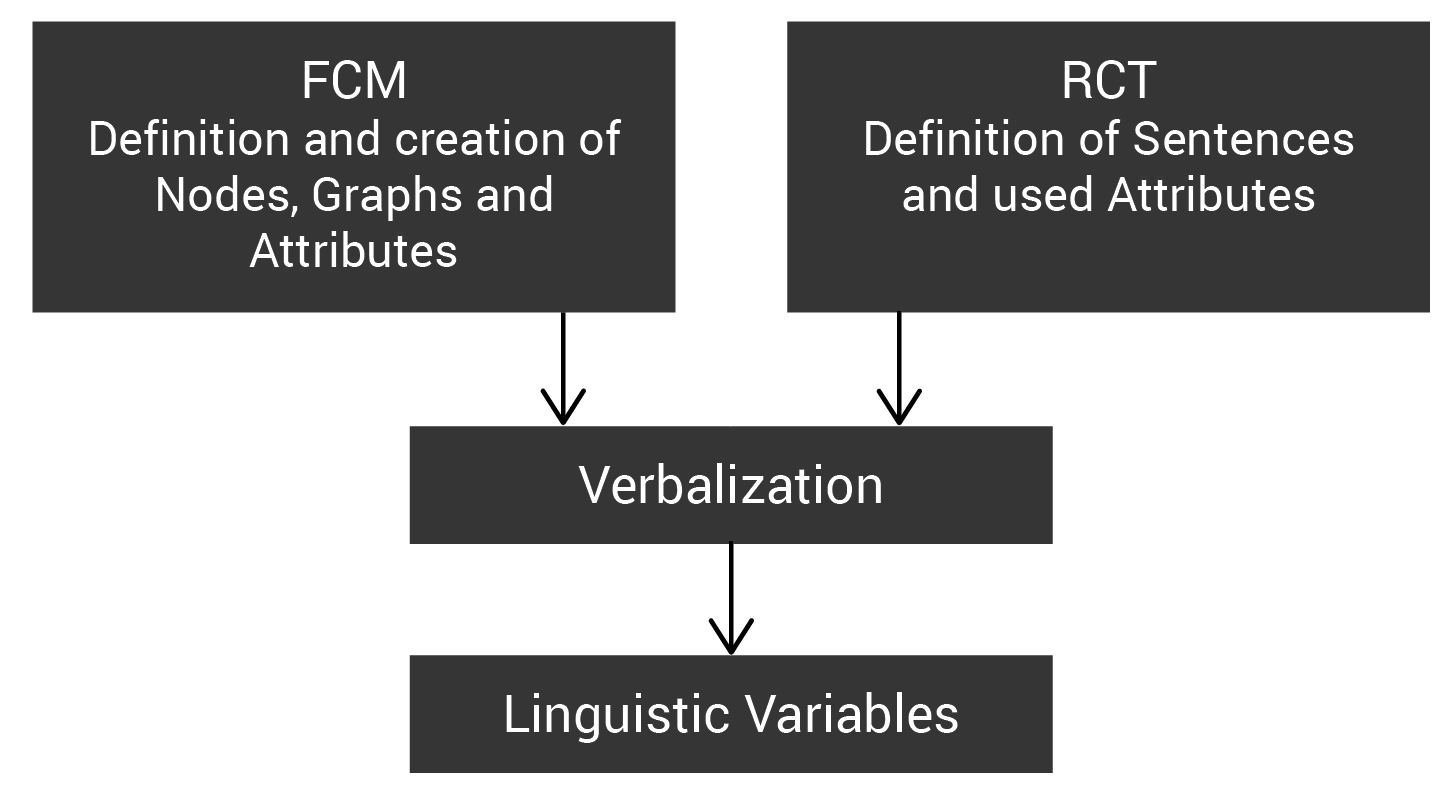 FCM
Definition and creation of
Nodes, Graphs and
Attributes
RCT
Definition of Sentences
and used Attributes
Verbalization
Linguistic Variables